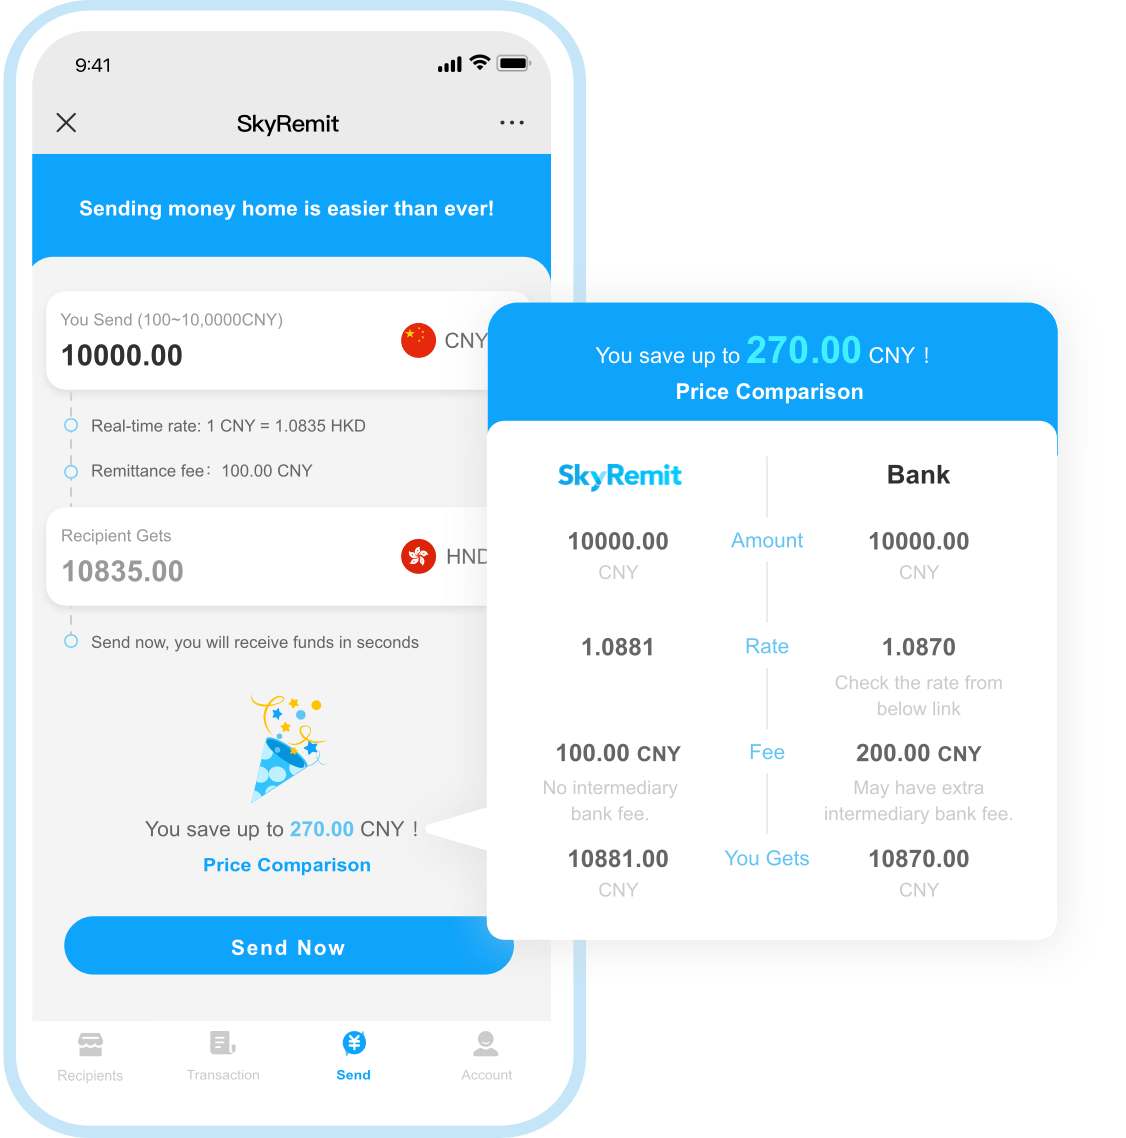 9:41
SkyRemit
Sending money home is easier than ever!
You Send (100~10,0000CNY)
10000.00
CNY
Real-time rate: 1 CNY = 1.0835 HKD
Remittance fee：100.00 CNY
Recipient Gets
10835.00
HND
Send now, you will receive funds in seconds
You save up to 270.00 CNY！
Price Comparison
Send Now
Recipients
Transaction
Send
Account
You save up to 270.00 CNY！
Price Comparison
SkyRemit Bank
10000.00 Amount 10000.00
CNY CNY
1.0881 Rate 1.0870
Check the rate from
below link
100.00 CNY Fee 200.00 CNY
No intermediary May have extra
bank fee. intermediary bank fee.
10881.00 You Gets 10870.00
CNY CNY